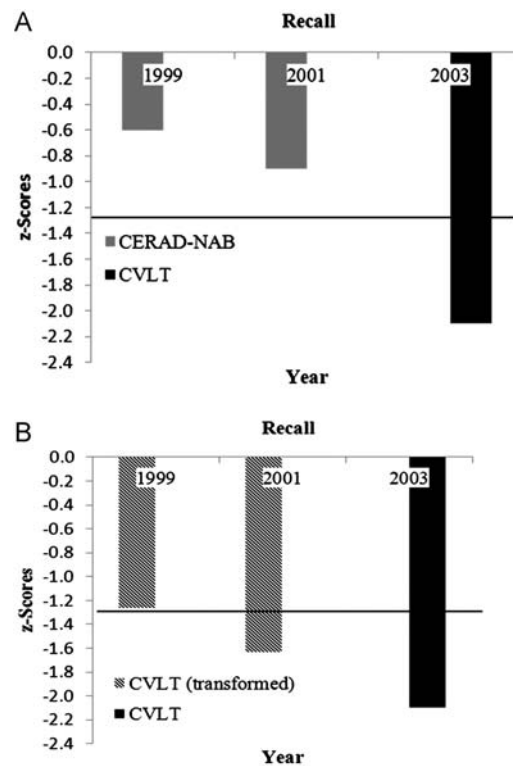 A
Recall
0.0
-0.2
-0.4
-0.6
-0.8
-1.0
-1.2
-1.4
-1.6
-1.8
-2.0
-2.2
-2.4
z-Scores
1999
2001
2003
CERAD-NAB
CVLT
Year
B
Recall
0.0
-0.2
-0.4
-0.6
-0.8
-1.0
-1.2
-1.4
-1.6
-1.8
-2.0
-2.2
-2.4
z-Scores
1999
2001
2003
CVLT (transformed)
CVLT
Year